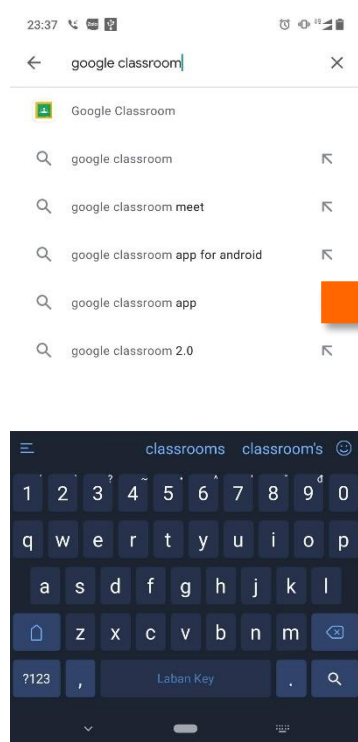 23:37 Zalo 4G
google classroom
Google Classroom
google classroom
google classroom meet
google classroom app for android
google classroom app
google classroom 2.0
classrooms classroom's
1 2 3 4 5 6 7 8 9 0
q w e r t y u i o p
a s d f g h j k l
z x c v b n m
?123 , Laban Key .